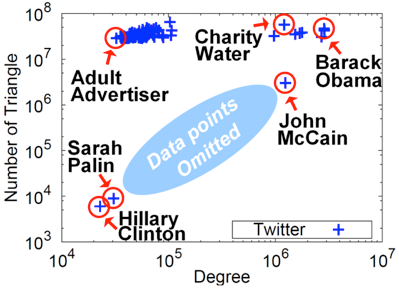 10^8
10^7
10^6
10^5
10^4
10^3
Number of Triangle
Charity
Water
Barack
Obama
Adult
Advertiser
John
McCain
Data points
Omitted
Sarah
Palin
Hillary
Clinton
Twitter
10^4 10^5 10^6 10^7
Degree